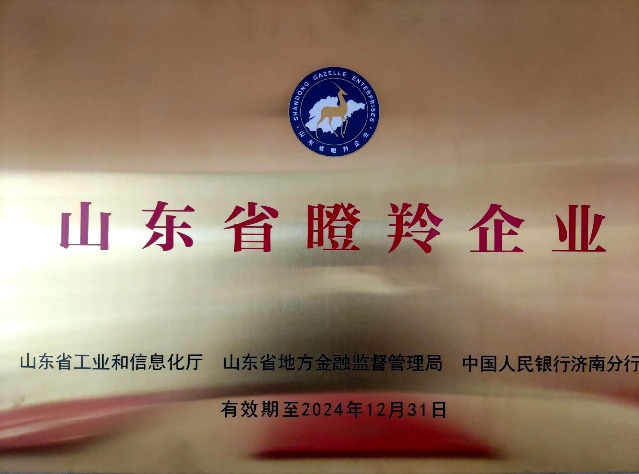 SHANDONG GAZELLE ENTERPRISES
山东省瞪羚企业
山东省瞪羚企业
山东省工业和信息化厅 山东省地方金融监督管理局 中国人民银行济南分行
有效期至2024年12月31日